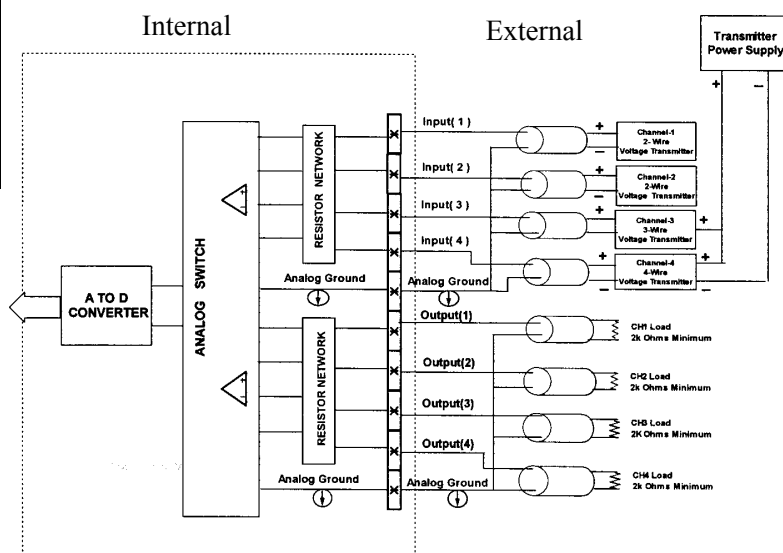 Internal
External
Transmitter
Power Supply
+
−
Input( 1 )
Input( 2 )
Input( 3 )
Input( 4 )
Analog Ground
Analog Ground
+
−
Channel-1
2- Wire
Voltage Transmitter
+
−
Channel-2
2-Wire
Voltage Transmitter
+
−
Channel-3
3-Wire
Voltage Transmitter
+
+
−
Channel-4
4-Wire
Voltage Transmitter
+
−
RESISTOR NETWORK
ANALOG SWITCH
A TO D
CONVERTER
+
−
+
−
RESISTOR NETWORK
Output(1)
Output(2)
Output(3)
Output(4)
Analog Ground
Analog Ground
CH1 Load
2k Ohms Minimum
CH2 Load
2k Ohms Minimum
CH3 Load
2K Ohms Minimum
CH4 Load
2k Ohms Minimum